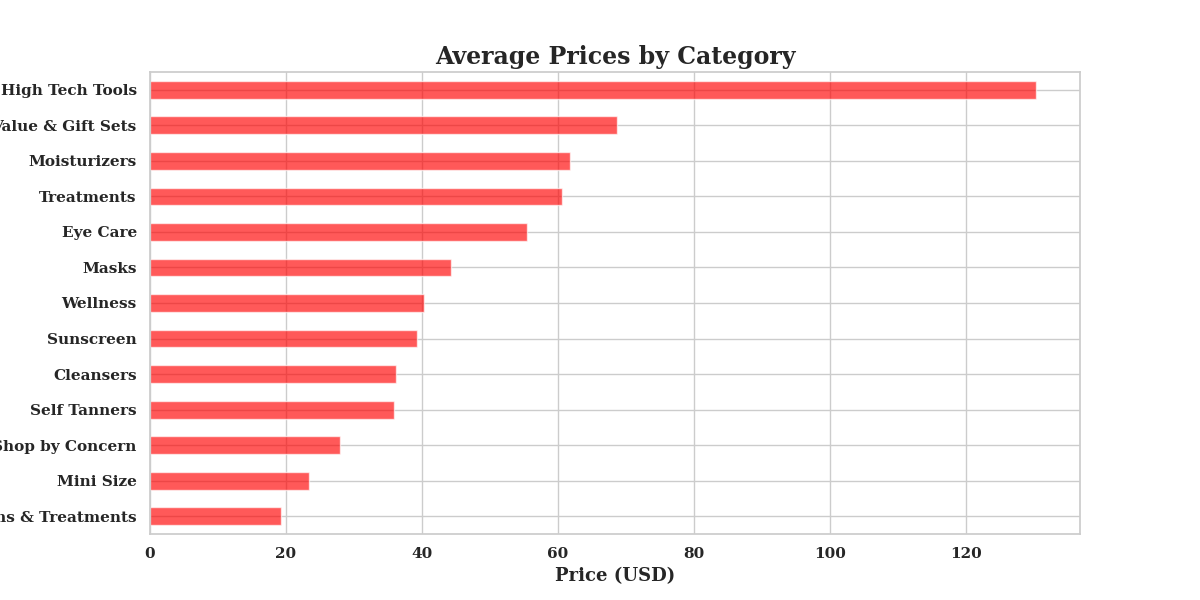 Average Prices by Category
High Tech Tools
Value & Gift Sets
Moisturizers
Treatments
Eye Care
Masks
Wellness
Sunscreen
Cleansers
Self Tanners
Shop by Concern
Mini Size
& Treatments
0 20 40 60 80 100 120
Price (USD)